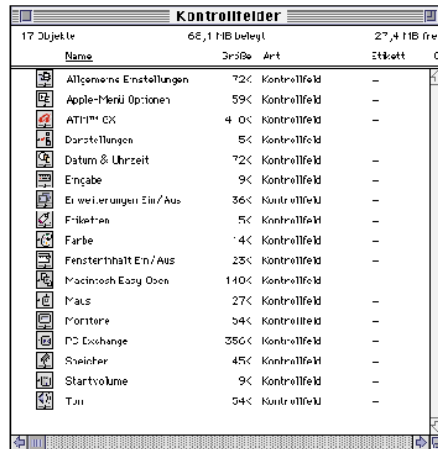 Kontrollfelder
17 Objekte 68,1 MB belegt 27,4 MB frei
Name Größe Art Etikett
Allgemeine Einstellungen 72K Kontrollfeld –
Apple-Menü Optionen 59K Kontrollfeld –
ATM™ GX Kontrollfeld –
Darstellungen 5K Kontrollfeld –
Datum & Uhrzeit 72K Kontrollfeld –
Eingabe 9K Kontrollfeld –
Erweiterungen Ein/Aus 36K Kontrollfeld –
Etiketten 5K Kontrollfeld –
Farbe 14K Kontrollfeld –
Fensterinhalt Ein/Aus 23K Kontrollfeld –
Macintosh Easy Open 140K Kontrollfeld –
Maus 27K Kontrollfeld –
Monitore 54K Kontrollfeld –
PC Exchange Kontrollfeld –
Speicher 45K Kontrollfeld –
Startvolume 9K Kontrollfeld –
Ton 54K Kontrollfeld –